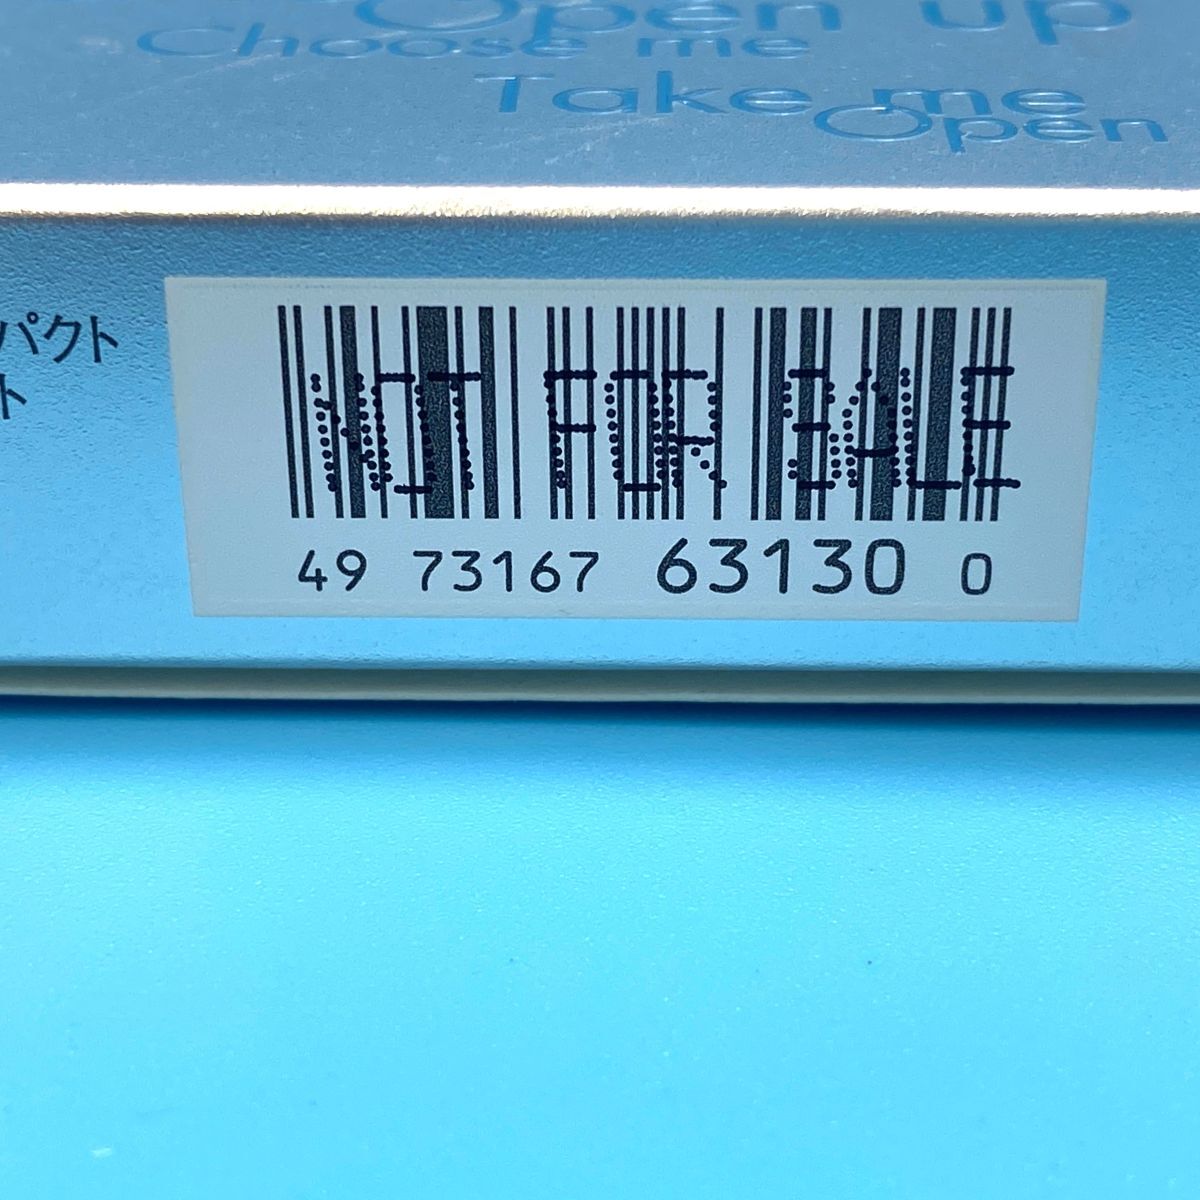 Open up
Choose me
Take me
Open
パクト
ト
NOT FOR SALE
49 73167 63130 0